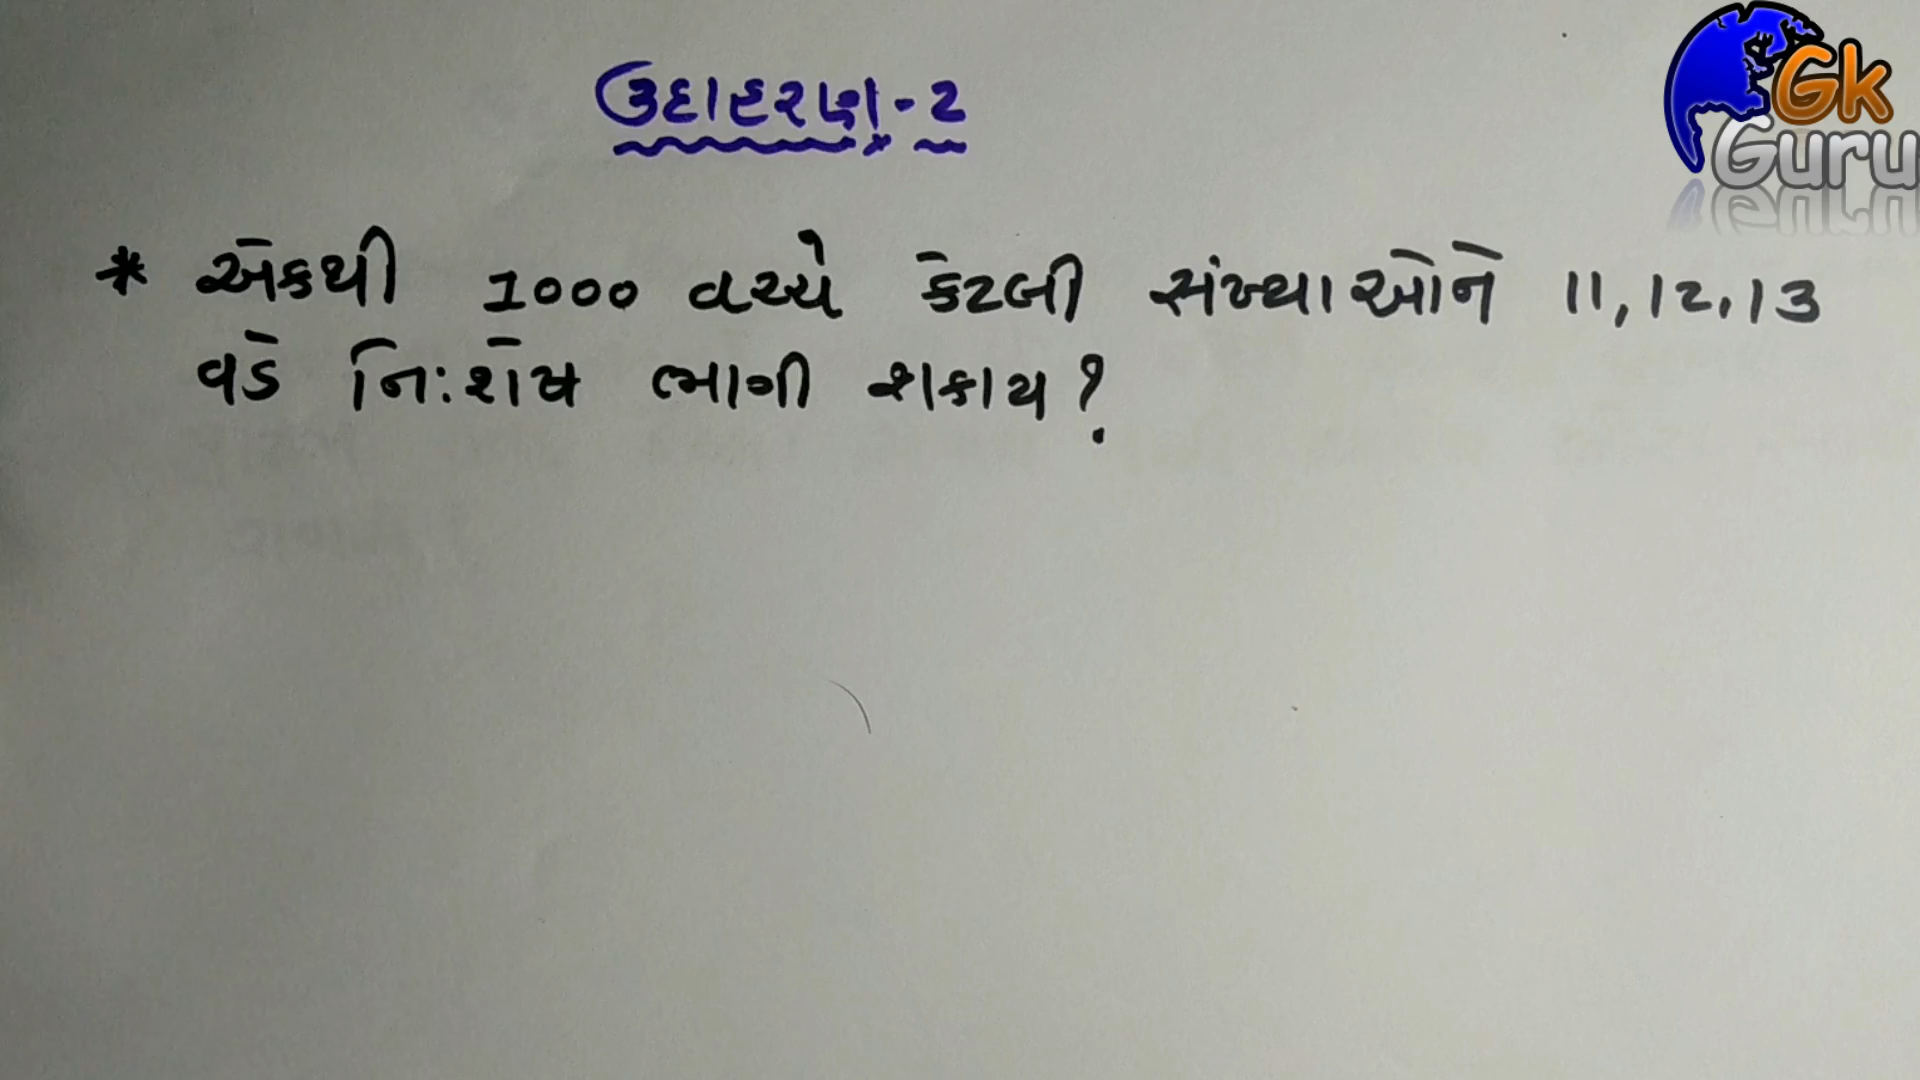 ઉદાહરણ-2
Gk
Guru
* એકથી 1000 વચ્ચે કેટલી સંખ્યાઓને 11, 12, 13
વડે નિ:શેષ ભાગી શકાય ?